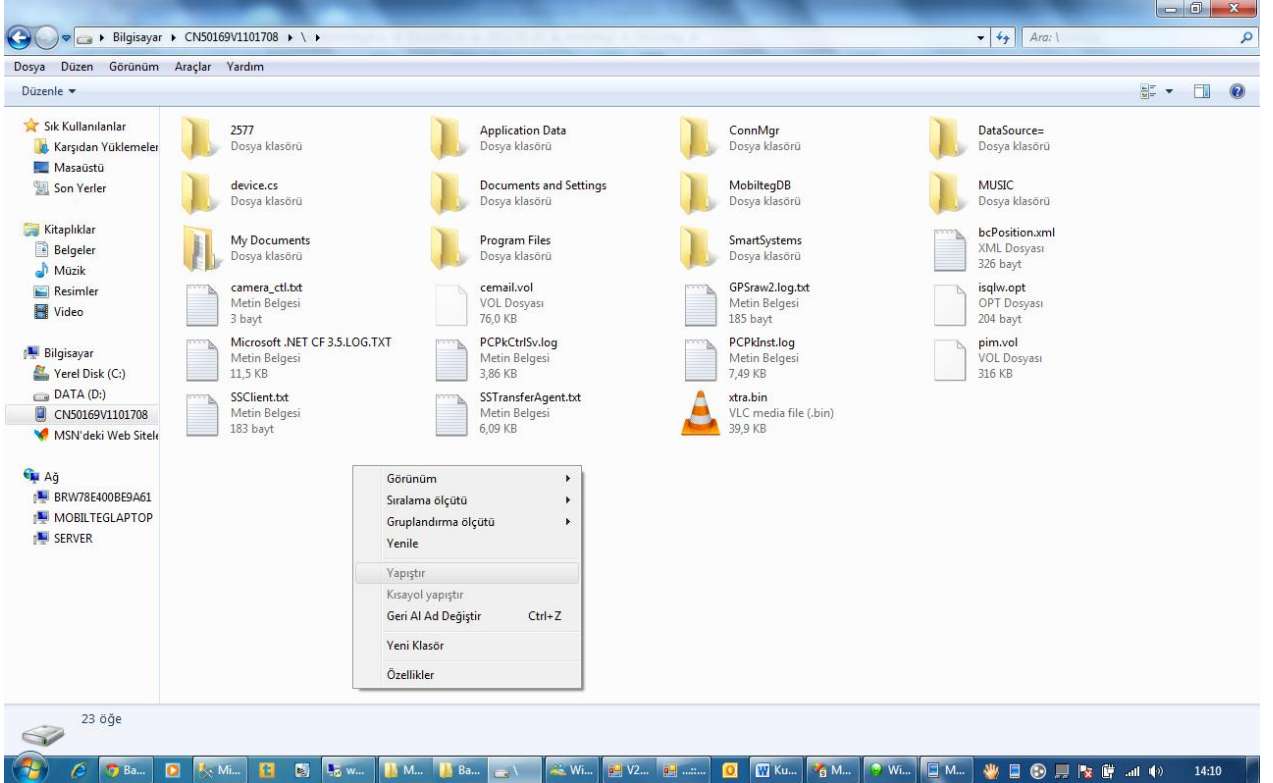 Bilgisayar ▸ CN50169V1101708 ▸ \ ▸
Ara: \
Dosya Düzen Görünüm Araçlar Yardım
Düzenle
Sık Kullanılanlar
Karşıdan Yüklemeler
Masaüstü
Son Yerler
Kitaplıklar
Belgeler
Müzik
Resimler
Video
Bilgisayar
Yerel Disk (C:)
DATA (D:)
CN50169V1101708
MSN'deki Web Sitele
Ağ
BRW78E400BE9A61
MOBILTEGLAPTOP
SERVER
2577
Dosya klasörü
Application Data
Dosya klasörü
ConnMgr
Dosya klasörü
DataSource=
Dosya klasörü
device.cs
Dosya klasörü
Documents and Settings
Dosya klasörü
MobiltegDB
Dosya klasörü
MUSIC
Dosya klasörü
My Documents
Dosya klasörü
Program Files
Dosya klasörü
SmartSystems
Dosya klasörü
bcPosition.xml
XML Dosyası
326 bayt
camera_ctl.txt
Metin Belgesi
3 bayt
cemail.vol
VOL Dosyası
76,0 KB
GPSraw2.log.txt
Metin Belgesi
185 bayt
isqlw.opt
OPT Dosyası
204 bayt
Microsoft .NET CF 3.5.LOG.TXT
Metin Belgesi
11,5 KB
PCPkCtrlSv.log
Metin Belgesi
3,86 KB
PCPkInst.log
Metin Belgesi
7,49 KB
pim.vol
VOL Dosyası
316 KB
SSClient.txt
Metin Belgesi
183 bayt
SSTransferAgent.txt
Metin Belgesi
6,09 KB
xtra.bin
VLC media file (.bin)
39,9 KB
Görünüm
Sıralama ölçütü
Gruplandırma ölçütü
Yenile
Yapıştır
Kısayol yapıştır
Geri Al Ad Değiştir Ctrl+Z
Yeni Klasör
Özellikler
23 öğe
Ba... Mi... w... M... Ba... \ Wi... V2... ...::... Ku... M... Wi... M... 14:10